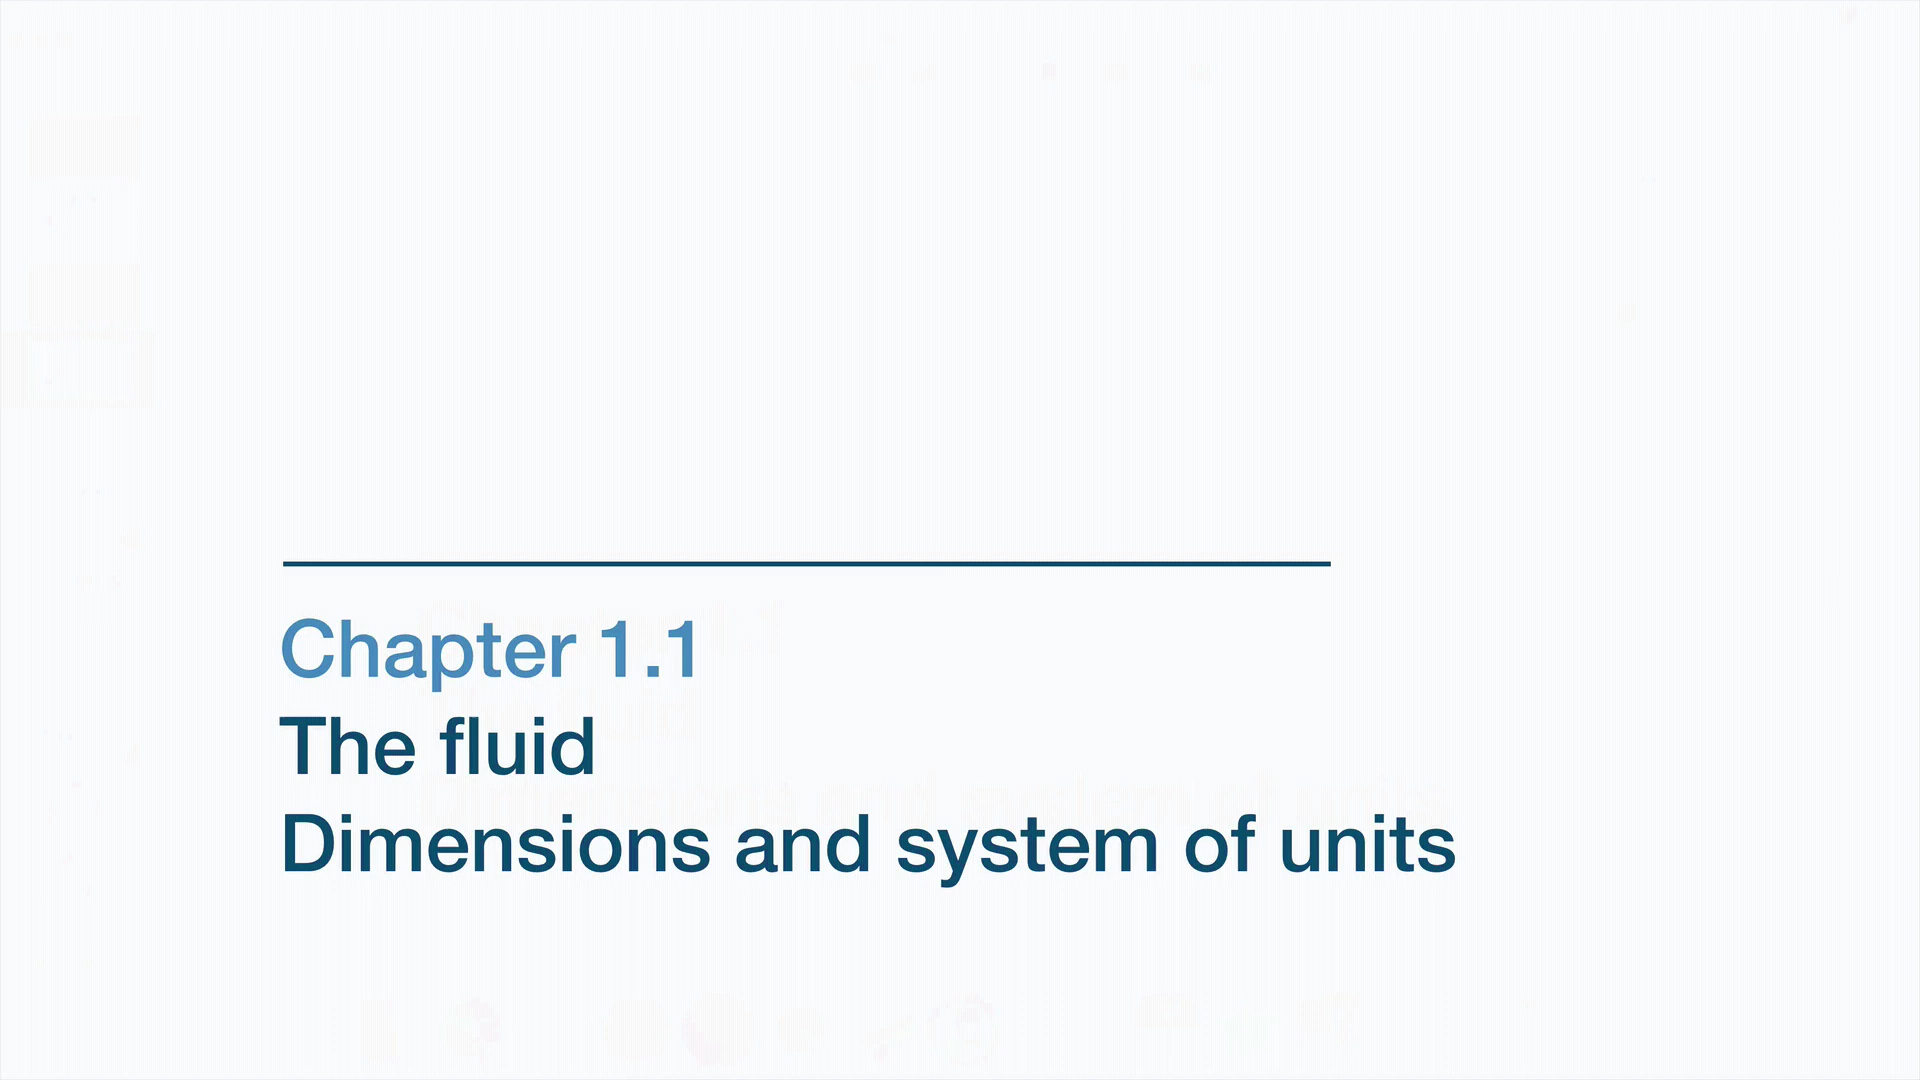 Chapter 1.1
The fluid
Dimensions and system of units